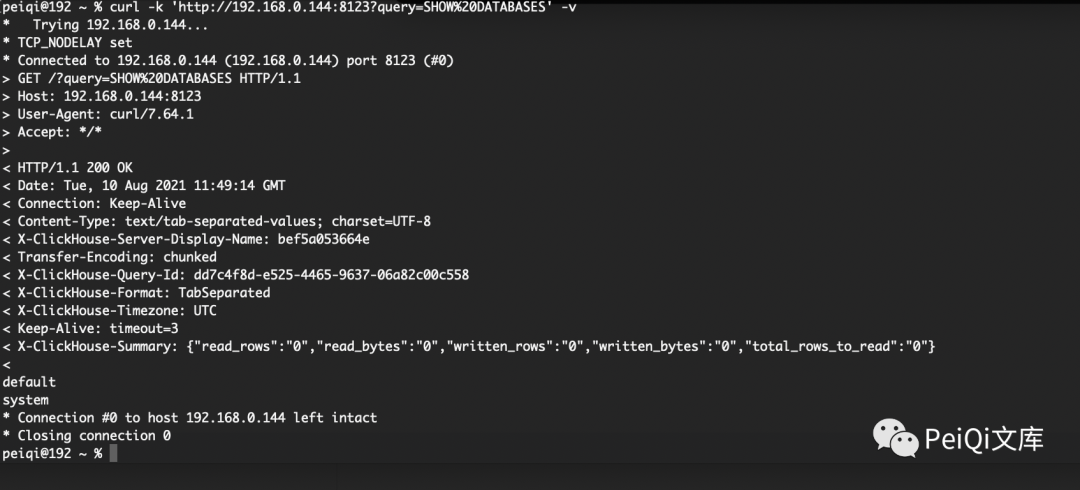 peiqi@192 ~ % curl -k 'http://192.168.0.144:8123?query=SHOW%20DATABASES' -v
*   Trying 192.168.0.144...
* TCP_NODELAY set
* Connected to 192.168.0.144 (192.168.0.144) port 8123 (#0)
> GET /?query=SHOW%20DATABASES HTTP/1.1
> Host: 192.168.0.144:8123
> User-Agent: curl/7.64.1
> Accept: */*
>
< HTTP/1.1 200 OK
< Date: Tue, 10 Aug 2021 11:49:14 GMT
< Connection: Keep-Alive
< Content-Type: text/tab-separated-values; charset=UTF-8
< X-ClickHouse-Server-Display-Name: bef5a053664e
< Transfer-Encoding: chunked
< X-ClickHouse-Query-Id: dd7c4f8d-e525-4465-9637-06a82c00c558
< X-ClickHouse-Format: TabSeparated
< X-ClickHouse-Timezone: UTC
< Keep-Alive: timeout=3
< X-ClickHouse-Summary: {"read_rows":"0","read_bytes":"0","written_rows":"0","written_bytes":"0","total_rows_to_read":"0"}
<
default
system
* Connection #0 to host 192.168.0.144 left intact
* Closing connection 0
peiqi@192 ~ %
PeiQi文库